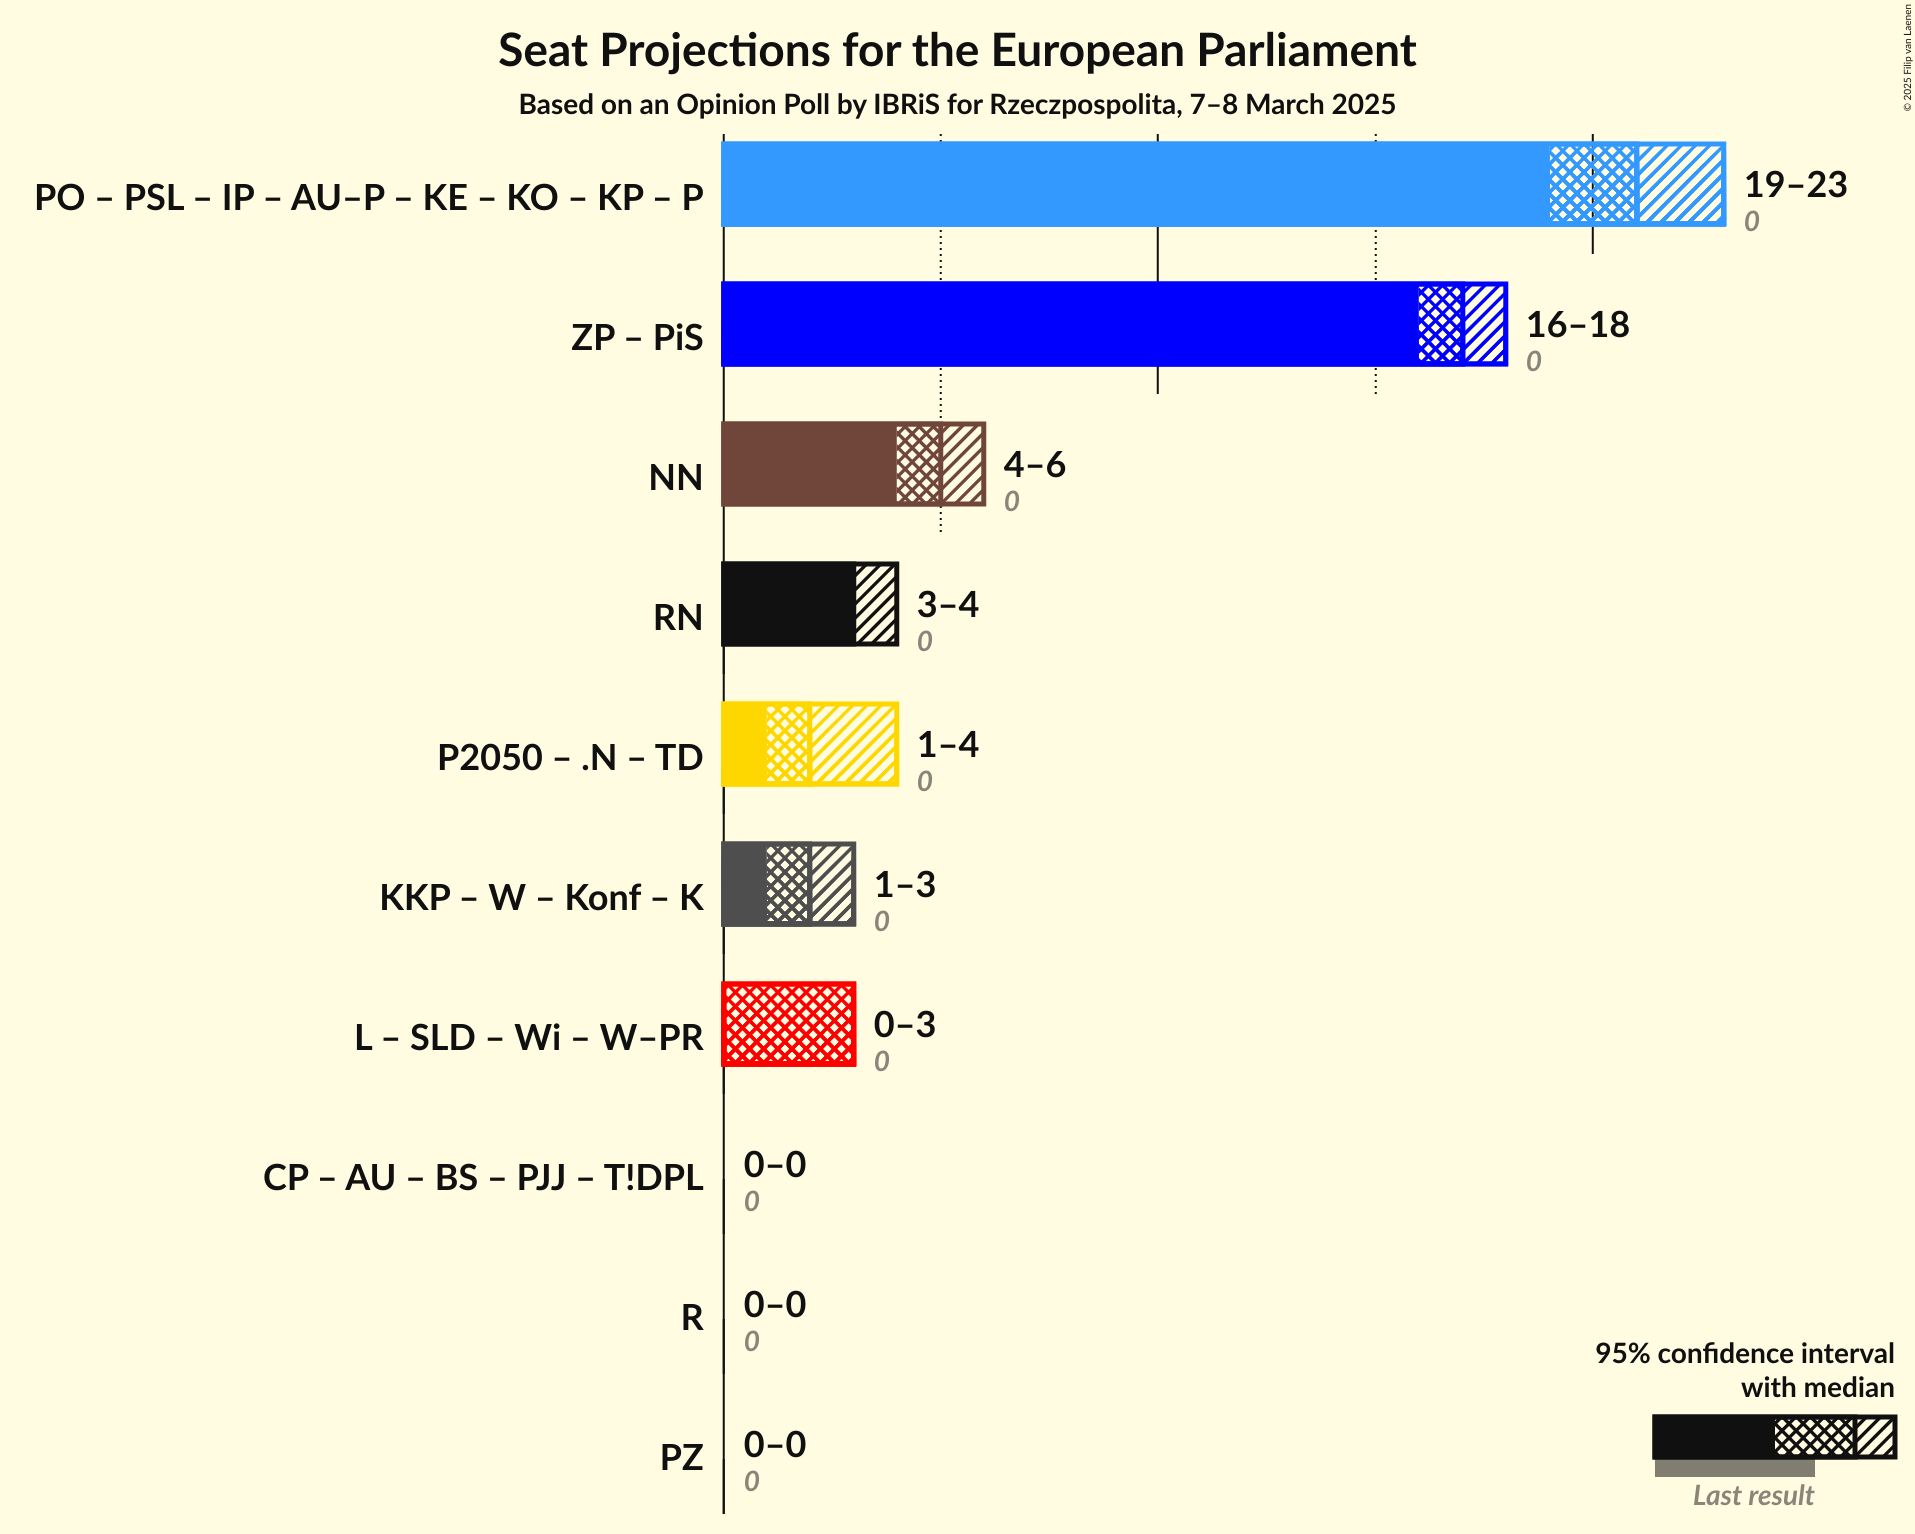 Seat Projections for the European Parliament
Based on an Opinion Poll by IBRiS for Rzeczpospolita, 7–8 March 2025
© 2025 Filip van Laenen
PO – PSL – IP – AU–P – KE – KO – KP – P
19–23
0
ZP – PiS
16–18
0
NN
4–6
0
RN
3–4
0
P2050 – .N – TD
1–4
0
KKP – W – Konf – K
1–3
0
L – SLD – Wi – W–PR
0–3
0
CP – AU – BS – PJJ – T!DPL
0–0
0
R
0–0
0
PZ
0–0
0
95% confidence interval
with median
Last result